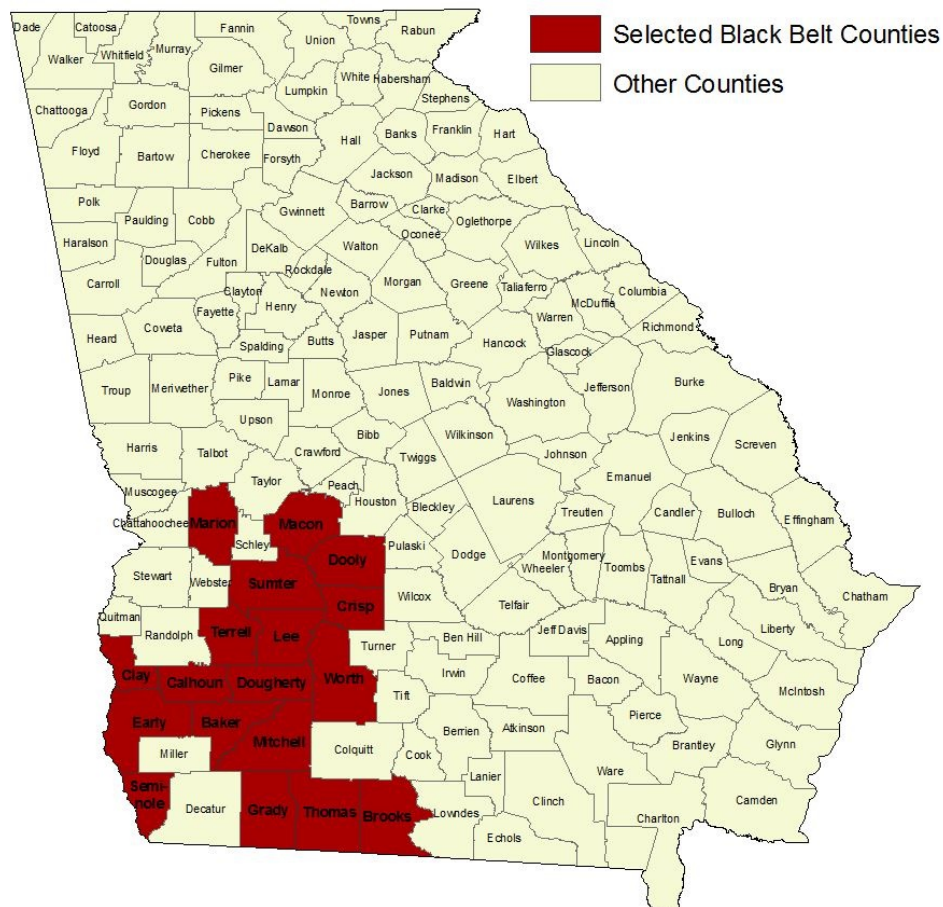 Selected Black Belt Counties
Other Counties
Dade
Catoosa
Fannin
Towns
Rabun
Walker
Whitfield
Murray
Union
Gilmer
White
Habersham
Lumpkin
Stephens
Chattooga
Gordon
Pickens
Dawson
Hall
Banks
Franklin
Hart
Floyd
Bartow
Cherokee
Forsyth
Jackson
Madison
Elbert
Polk
Paulding
Cobb
Gwinnett
Barrow
Clarke
Oglethorpe
Oconee
Haralson
Douglas
Fulton
DeKalb
Walton
Wilkes
Lincoln
Carroll
Rockdale
Clayton
Newton
Morgan
Greene
Taliaferro
Columbia
McDuffie
Heard
Coweta
Fayette
Henry
Warren
Richmond
Spalding
Butts
Jasper
Putnam
Hancock
Glascock
Troup
Meriwether
Pike
Lamar
Monroe
Jones
Baldwin
Washington
Jefferson
Burke
Upson
Harris
Talbot
Crawford
Bibb
Twiggs
Wilkinson
Johnson
Jenkins
Screven
Muscogee
Taylor
Peach
Houston
Bleckley
Laurens
Emanuel
Chattahoochee
Marion
Macon
Treutlen
Candler
Bulloch
Effingham
Schley
Dooly
Pulaski
Dodge
Montgomery
Wheeler
Toombs
Tattnall
Evans
Bryan
Stewart
Webster
Sumter
Crisp
Wilcox
Telfair
Chatham
Quitman
Randolph
Terrell
Lee
Turner
Ben Hill
Jeff Davis
Appling
Long
Liberty
Clay
Calhoun
Dougherty
Worth
Tift
Irwin
Coffee
Bacon
Wayne
McIntosh
Early
Baker
Mitchell
Berrien
Atkinson
Pierce
Miller
Colquitt
Cook
Brantley
Glynn
Lanier
Ware
Semi-
nole
Decatur
Grady
Thomas
Brooks
Lowndes
Clinch
Camden
Echols
Charlton